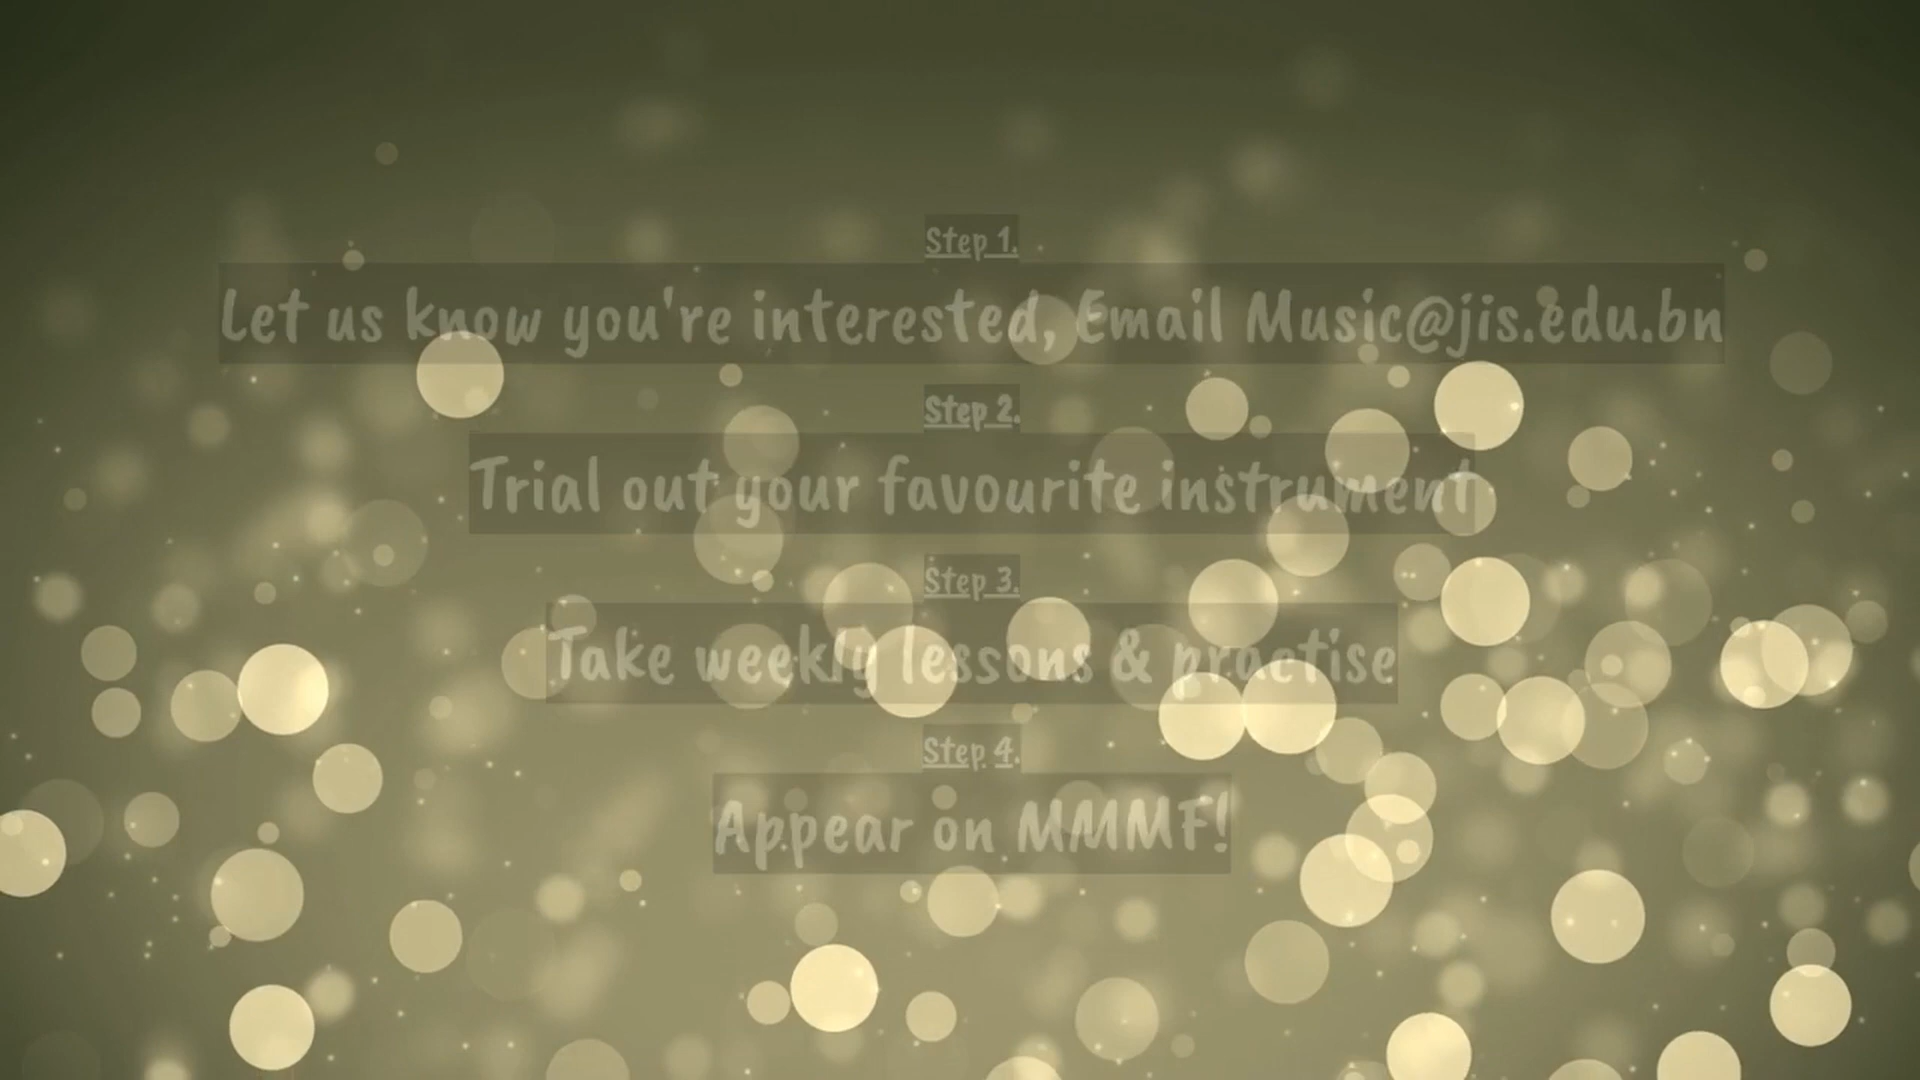 Step 1.
Let us know you're interested, Email Music@jis.edu.bn
Step 2.
Trial out your favourite instrument
Step 3.
Take weekly lessons & practise
Step 4.
Appear on MMMF!